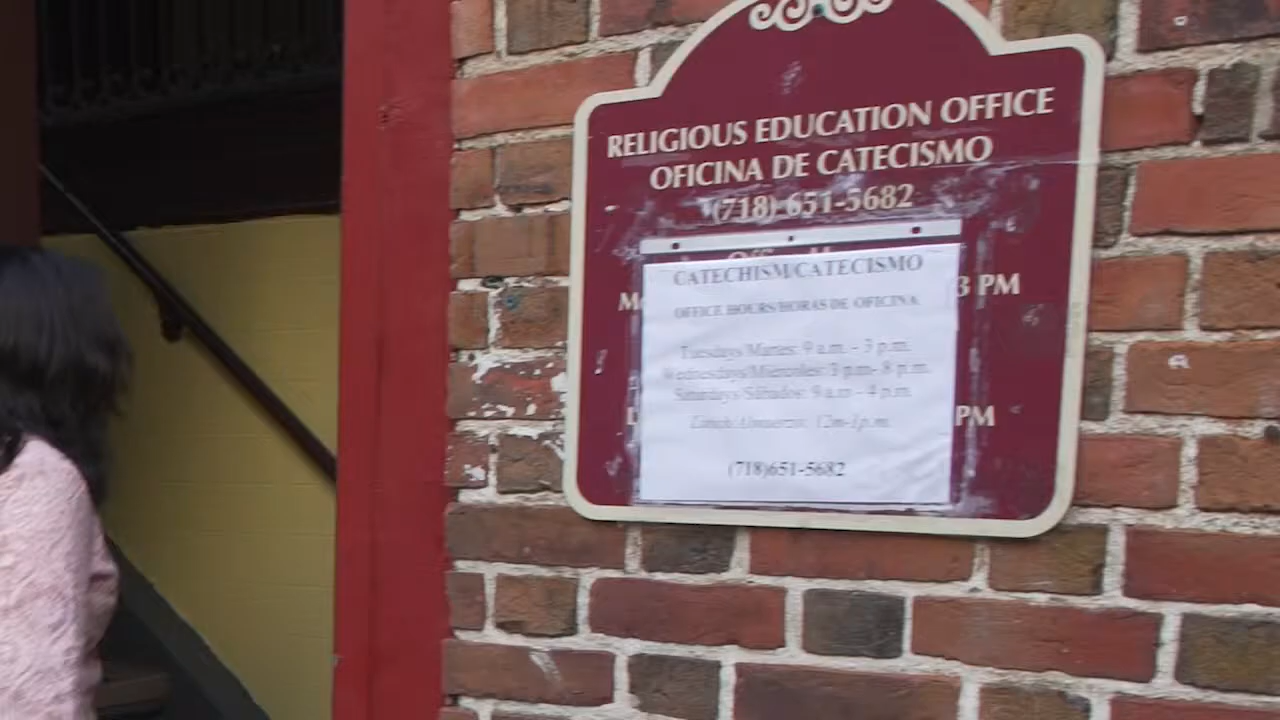 RELIGIOUS EDUCATION OFFICE
OFICINA DE CATECISMO
(718) 651-5682
CATECHISM/CATECISMO
OFFICE HOURS/HORAS DE OFICINA
3 PM
Tuesdays/Martes: 9 a.m. - 3 p.m.
Wednesdays/Miércoles: 3 p.m- 8 p.m.
Saturdays/Sábados: 9 a.m - 4 p.m.
PM
Lunch/Almuerzo: 12m-1p.m.
(718)651-5682